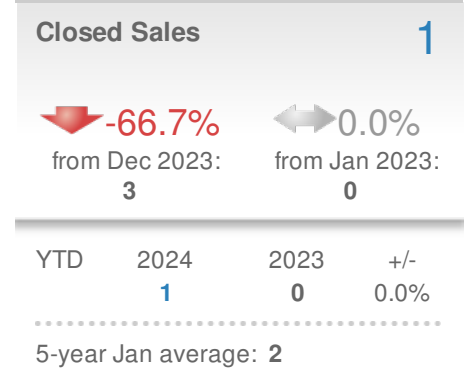 Closed Sales 1
-66.7% 0.0%
from Dec 2023: from Jan 2023:
3 0
YTD 2024 2023 +/-
1 0 0.0%
5-year Jan average: 2